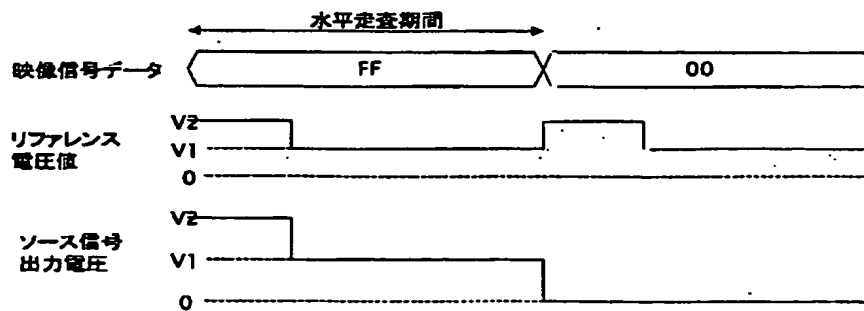 水平走査期間
映像信号データ
FF
00
リファレンス
電圧値
V2
V1
0
ソース信号
出力電圧
V2
V1
0